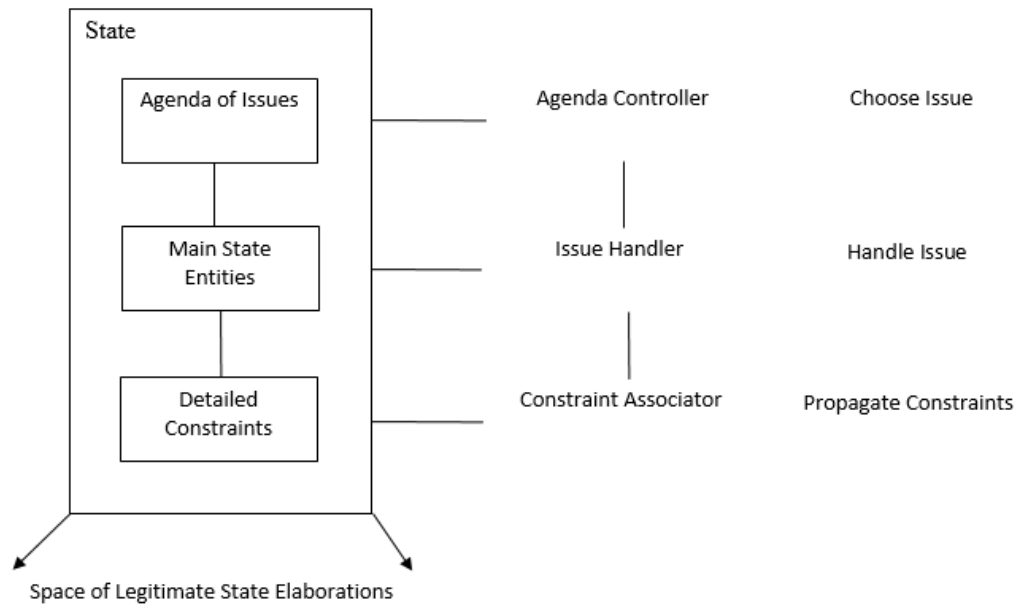 State
Agenda of Issues
Agenda Controller
Choose Issue
Main State
Entities
Issue Handler
Handle Issue
Detailed
Constraints
Constraint Associator
Propagate Constraints
Space of Legitimate State Elaborations